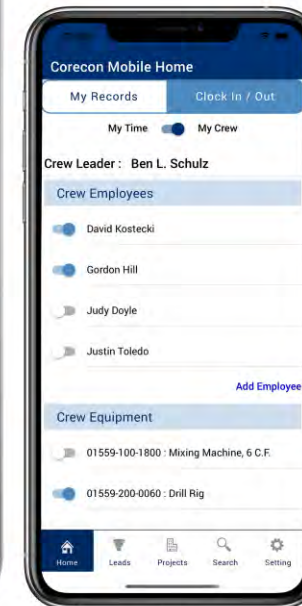 Corecon Mobile Home
My Records Clock In / Out
My Time My Crew
Crew Leader : Ben L. Schulz
Crew Employees
David Kostecki
Gordon Hill
Judy Doyle
Justin Toledo
Add Employee
Crew Equipment
01559-100-1800 : Mixing Machine, 6 C.F.
01559-200-0060 : Drill Rig
Home Leads Projects Search Setting